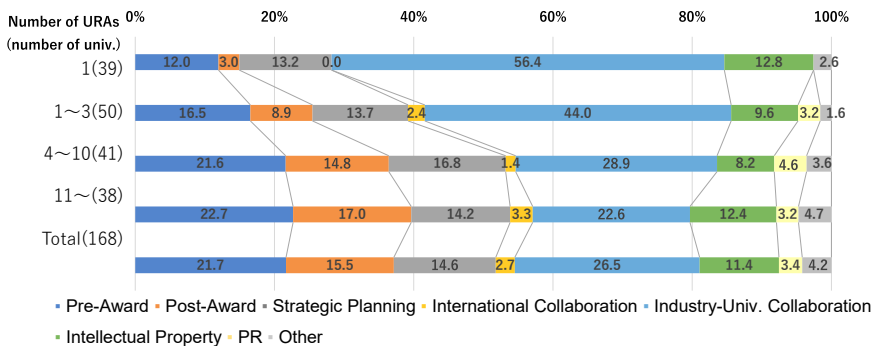 Number of URAs
(number of univ.)
0% 20% 40% 60% 80% 100%
1(39)
12.0 3.0 13.2 0.0 56.4 12.8 2.6
1～3(50)
16.5 8.9 13.7 2.4 44.0 9.6 3.2 1.6
4～10(41)
21.6 14.8 16.8 1.4 28.9 8.2 4.6 3.6
11～(38)
22.7 17.0 14.2 3.3 22.6 12.4 3.2 4.7
Total(168)
21.7 15.5 14.6 2.7 26.5 11.4 3.4 4.2
Pre-Award Post-Award Strategic Planning International Collaboration Industry-Univ. Collaboration
Intellectual Property PR Other